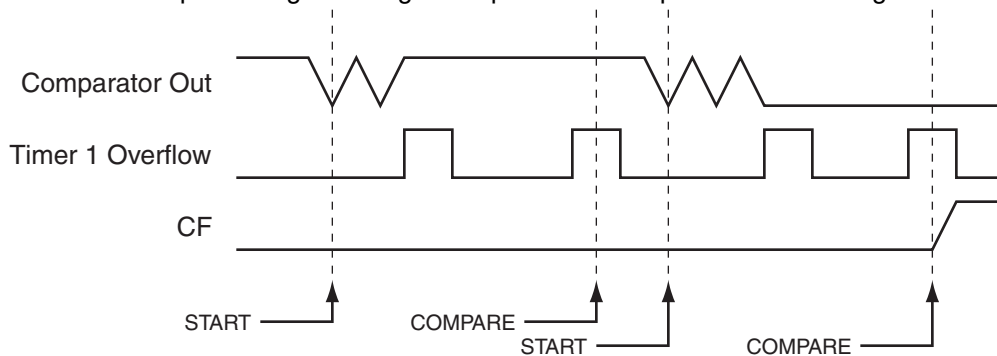 Comparator Out
Timer 1 Overflow
CF
START
COMPARE
START
COMPARE